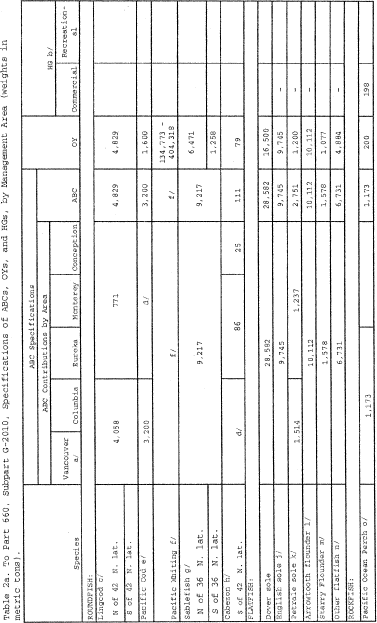 Table 2a. To Part 660, Subpart G-2010, Specifications of ABCs, OYs, and HGs, by Management Area (weights in
metric tons).
Species
ABC Specifications
ABC Contributions by Area
Vancouver a/ Columbia Eureka Monterey Conception
ABC
OY
HG b/
Commercial
Recreation-
al
ROUNDFISH:
Lingcod c/
N of 42 N. lat. 4,058 771 4,829 4,829
S of 42 N. lat.
Pacific Cod e/ 3,200 d/ 3,200 1,600
Pacific Whiting f/ f/ f/ 134,773 -
404,318
Sablefish g/
N of 36 N. lat. 9,217 9,217 6,471
S of 36 N. lat. 1,258
Cabezon h/
S of 42 N. lat. d/ 86 25 111 79
FLATFISH:
Dover sole 28,582 28,582 16,500
English sole j/ 9,745 9,745 9,745 -
Petrale sole k/ 1,514 1,237 2,751 1,200 -
Arrowtooth flounder l/ 10,112 10,112 10,112 -
Starry Flounder m/ 1,578 1,578 1,077
Other flatfish n/ 6,731 6,731 4,884 -
ROCKFISH:
Pacific Ocean Perch o/ 1,173 1,173 200 198